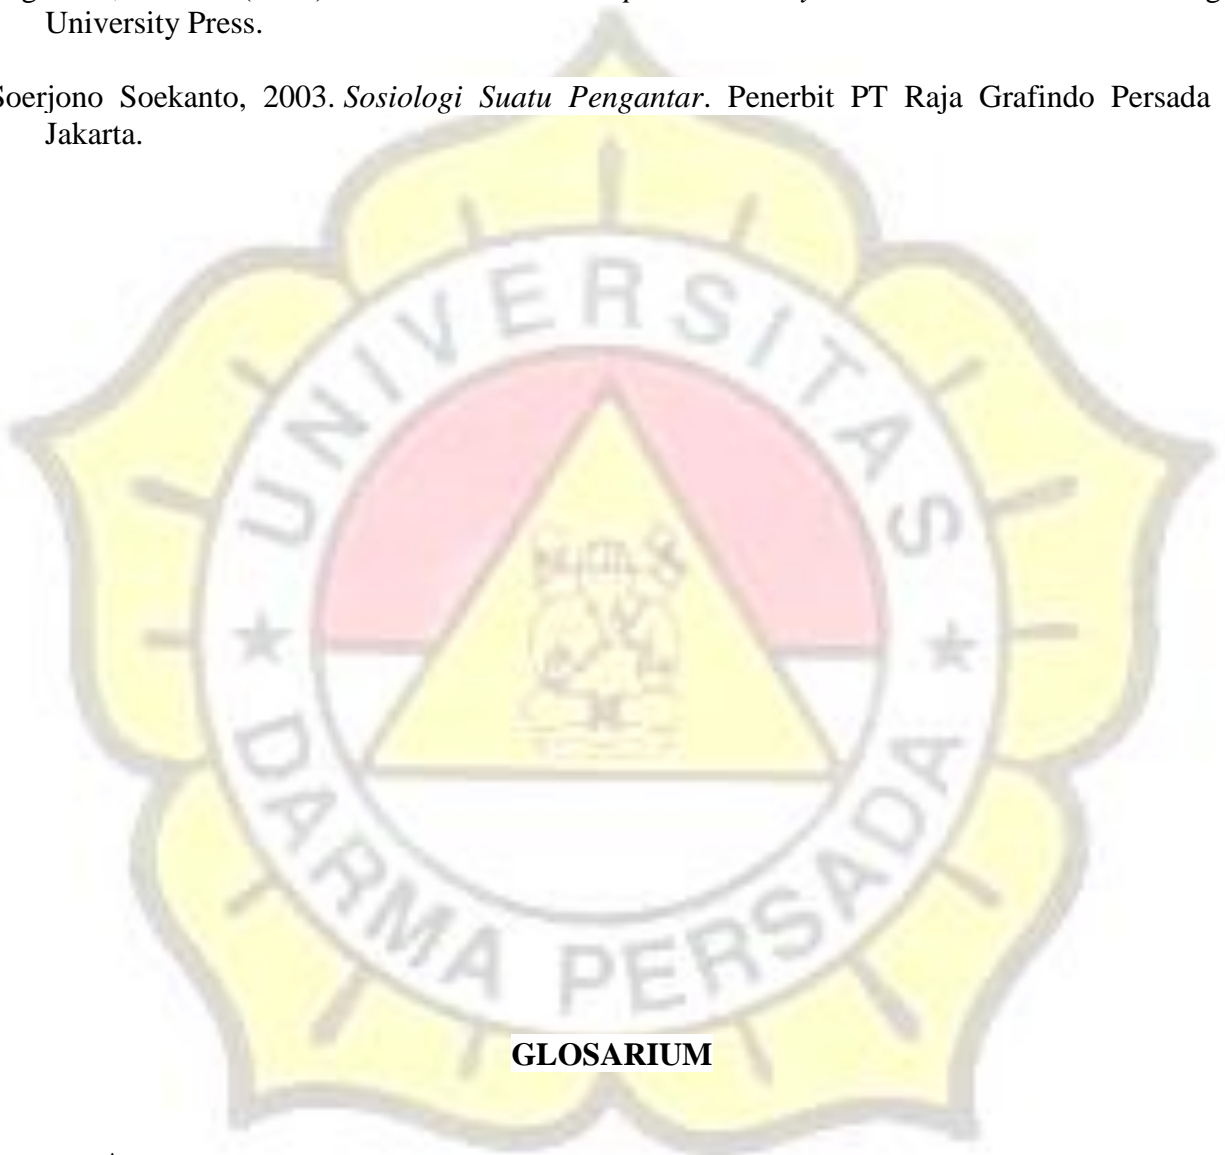 University Press.
Soerjono Soekanto, 2003. Sosiologi Suatu Pengantar. Penerbit PT Raja Grafindo Persada
Jakarta.
UNIVERSITAS
★ DARMA PERSADA ★
GLOSARIUM